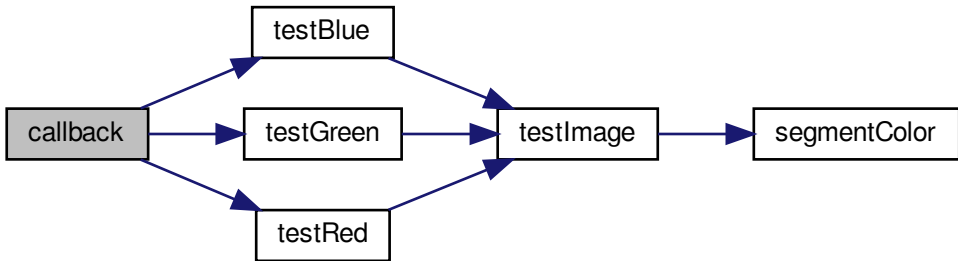 testBlue
callback
testGreen
testImage
segmentColor
testRed